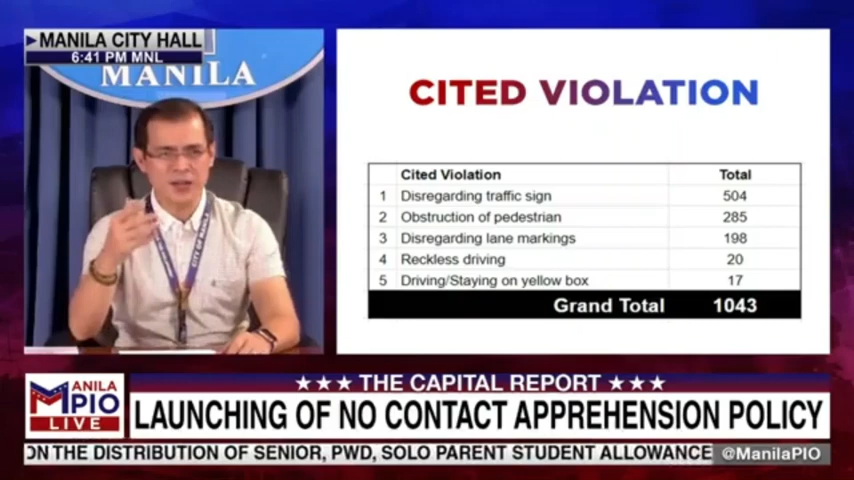 MANILA CITY HALL
6:41 PM MNL
MANILA
CITY OF MANILA
CITED VIOLATION
Cited Violation Total
1 Disregarding traffic sign 504
2 Obstruction of pedestrian 285
3 Disregarding lane markings 198
4 Reckless driving 20
5 Driving/Staying on yellow box 17
Grand Total 1043
MANILA
PIO
LIVE
★★★ THE CAPITAL REPORT ★★★
LAUNCHING OF NO CONTACT APPREHENSION POLICY
ON THE DISTRIBUTION OF SENIOR, PWD, SOLO PARENT STUDENT ALLOWANCE
@ManilaPIO